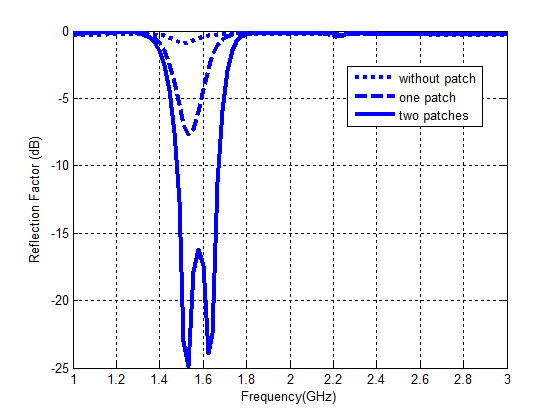 0
-5
-10
-15
-20
-25
Reflection Factor (dB)
without patch
one patch
two patches
1 1.2 1.4 1.6 1.8 2 2.2 2.4 2.6 2.8 3
Frequency(GHz)